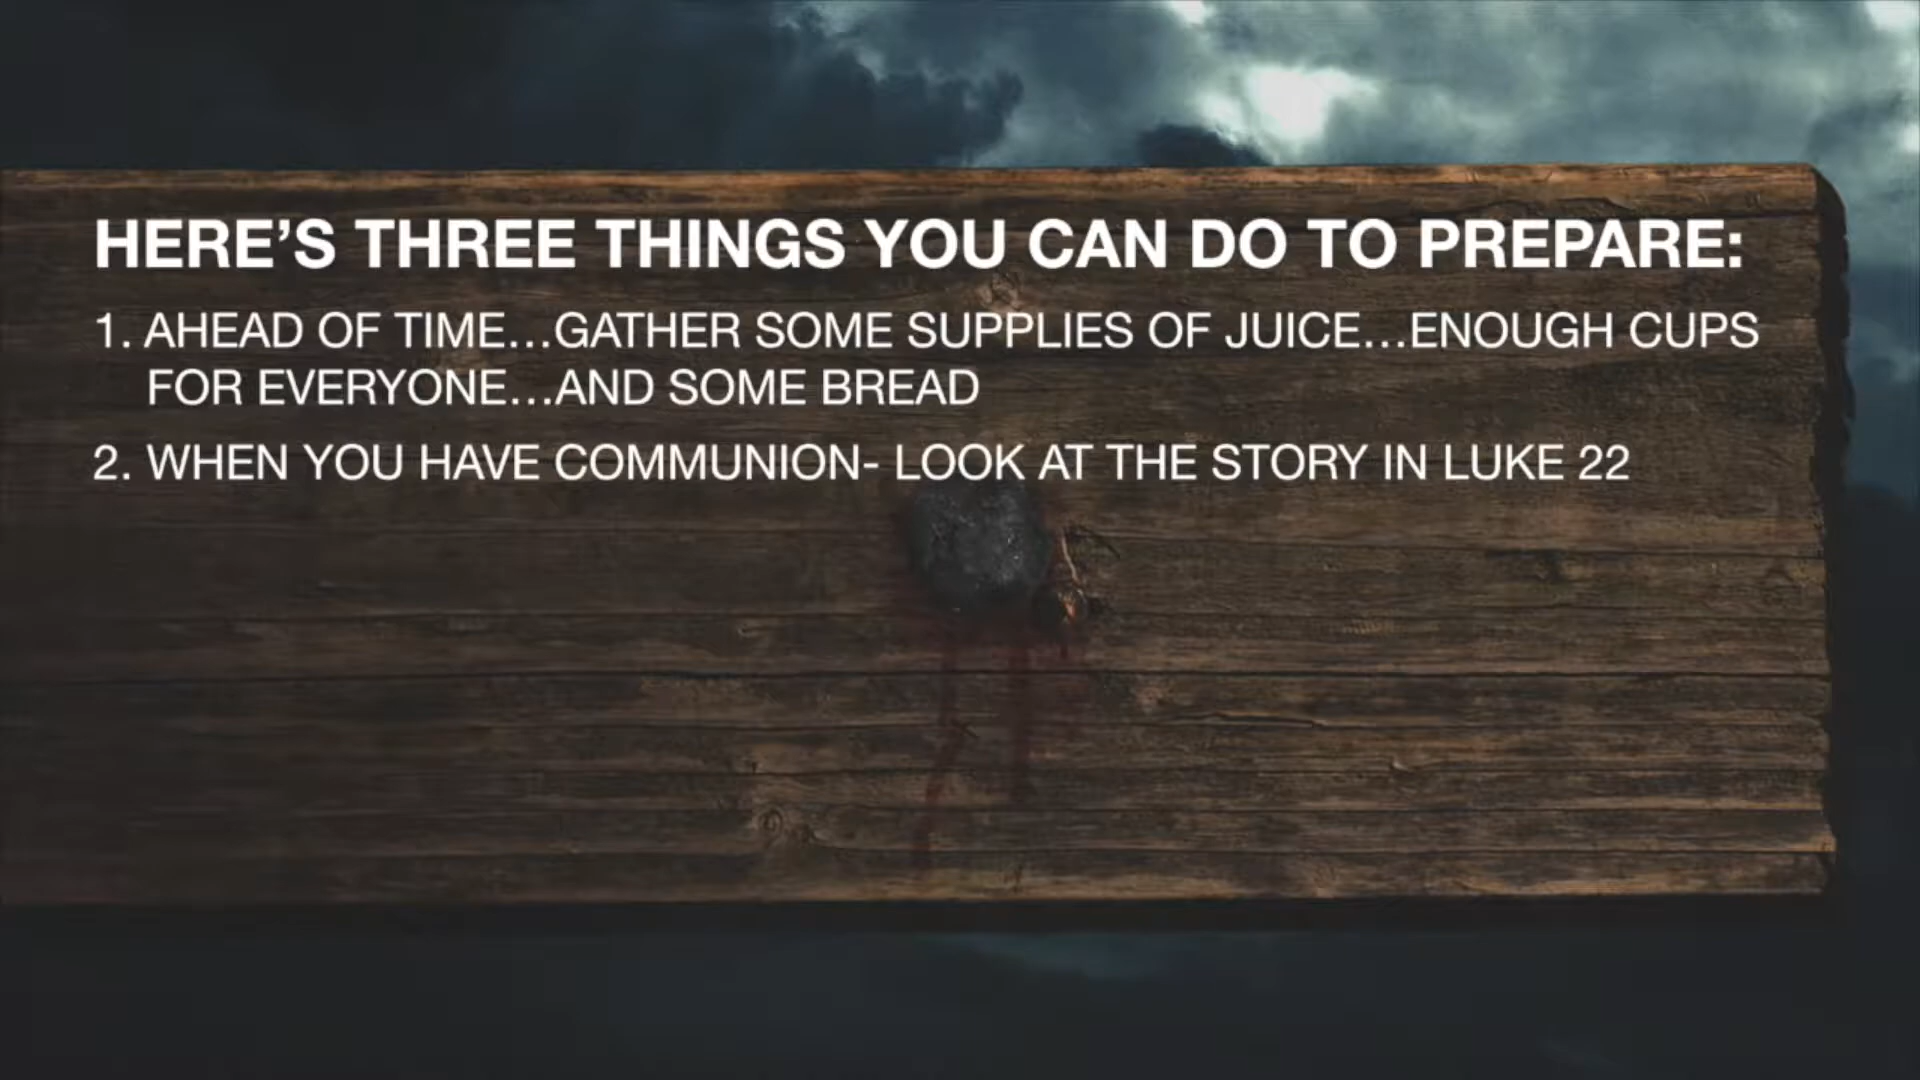 HERE’S THREE THINGS YOU CAN DO TO PREPARE:
1. AHEAD OF TIME…GATHER SOME SUPPLIES OF JUICE…ENOUGH CUPS
FOR EVERYONE…AND SOME BREAD
2. WHEN YOU HAVE COMMUNION- LOOK AT THE STORY IN LUKE 22